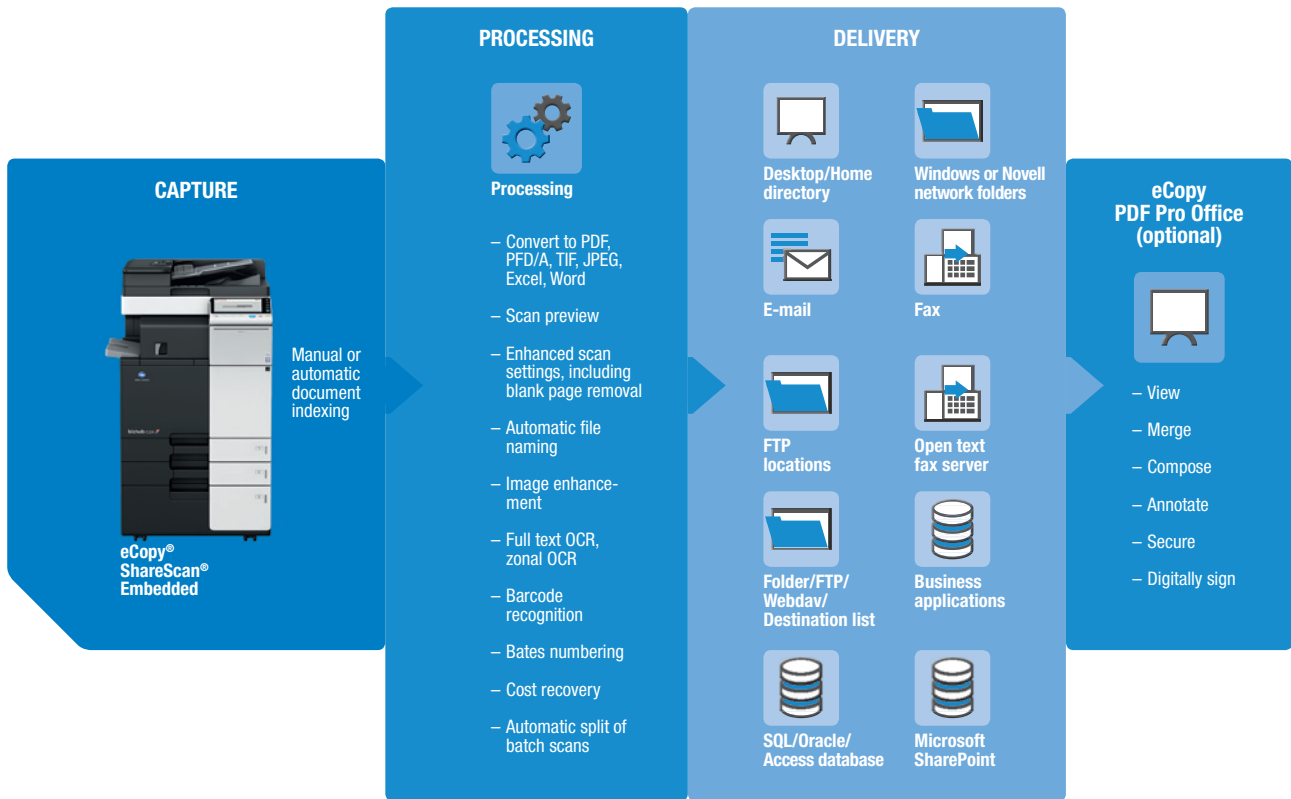 CAPTURE
Manual or
automatic
document
indexing
eCopy®
ShareScan®
Embedded
PROCESSING
Processing
– Convert to PDF,
PFD/A, TIF, JPEG,
Excel, Word
– Scan preview
– Enhanced scan
settings, including
blank page removal
– Automatic file
naming
– Image enhance-
ment
– Full text OCR,
zonal OCR
– Barcode
recognition
– Bates numbering
– Cost recovery
– Automatic split of
batch scans
DELIVERY
Desktop/Home
directory
Windows or Novell
network folders
E-mail
Fax
FTP
locations
Open text
fax server
Folder/FTP/
Webdav/
Destination list
Business
applications
SQL/Oracle/
Access database
Microsoft
SharePoint
eCopy
PDF Pro Office
(optional)
– View
– Merge
– Compose
– Annotate
– Secure
– Digitally sign